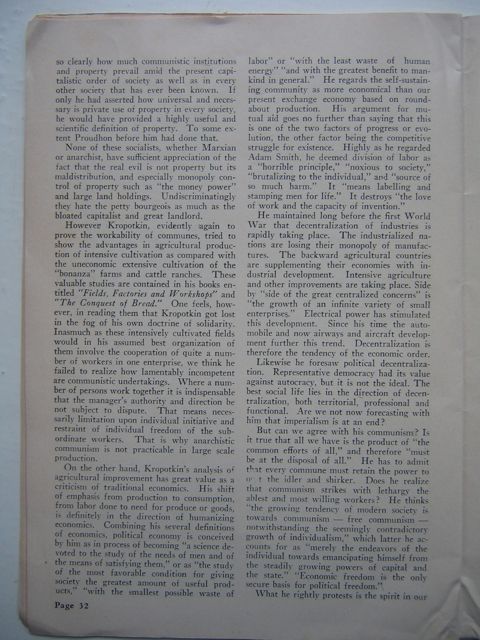 so clearly how much communistic institutions
and property prevail amid the present capi-
talistic order of society as well as in every
other society that has ever been known. If
only he had asserted how universal and neces-
sary is private use of property in every society,
he would have provided a highly useful and
scientific definition of property. To some ex-
tent Proudhon before him had done that.
None of these socialists, whether Marxian
or anarchist, have sufficient appreciation of the
fact that the real evil is not property but its
maldistribution, and especially monopoly con-
trol of property such as "the money power"
and large land holdings. Undiscriminatingly
they hate the petty bourgeois as much as the
bloated capitalist and great landlord.
However Kropotkin, evidently again to
prove the workability of communes, tried to
show the advantages in agricultural produc-
tion of intensive cultivation as compared with
the uneconomic extensive cultivation of the
"bonanza" farms and cattle ranches. These
valuable studies are contained in his books en-
titled "Fields, Factories and Workshops" and
"The Conquest of Bread." One feels, how-
ever, in reading them that Kropotkin got lost
in the fog of his own doctrine of solidarity.
Inasmuch as these intensively cultivated fields
would in his assumed best organization of
them involve the cooperation of quite a num-
ber of workers in one enterprise, we think he
failed to realize how lamentably incompetent
are communistic undertakings. Where a num-
ber of persons work together it is indispensable
that the manager's authority and direction be
not subject to dispute. That means neces-
sarily limitation upon individual initiative and
restraint of individual freedom of the sub-
ordinate workers. That is why anarchistic
communism is not practicable in large scale
production.
On the other hand, Kropotkin's analysis of
agricultural improvement has great value as a
criticism of traditional economics. His shift
of emphasis from production to consumption,
from labor done to need for produce or goods,
is definitely in the direction of humanizing
economics. Combining his several definitions
of economics, political economy is conceived
by him as in process of becoming "a science de-
voted to the study of the needs of men and of
the means of satisfying them," or as "the study
of the most favorable condition for giving
society the greatest amount of useful prod-
ucts," "with the smallest possible waste of
Page 32
labor" or "with the least waste of human
energy" "and with the greatest benefit to man-
kind in general." He regards the self-sustain-
ing community as more economical than our
present exchange economy based on round-
about production. His argument for mu-
tual aid goes no further than saying that this
is one of the two factors of progress or evo-
lution, the other factor being the competitive
struggle for existence. Highly as he regarded
Adam Smith, he deemed division of labor as
a "horrible principle," "noxious to society,"
"brutalizing to the individual," and "source of
so much harm." It "means labelling and
stamping men for life." It destroys "the love
of work and the capacity of invention."
He maintained long before the first World
War that decentralization of industries is
rapidly taking place. The industrialized na-
tions are losing their monopoly of manufac-
tures. The backward agricultural countries
are supplementing their economies with in-
dustrial development. Intensive agriculture
and other improvements are taking place. Side
by "side of the great centralized concerns" is
"the growth of an infinite variety of small
enterprises." Electrical power has stimulated
this development. Since his time the auto-
mobile and now airways and aircraft develop-
ment further this trend. Decentralization is
therefore the tendency of the economic order.
Likewise he foresaw political decentraliza-
tion. Representative democracy had its value
against autocracy, but it is not the ideal. The
best social life lies in the direction of decen-
tralization, both territorial, professional and
functional. Are we not now forecasting with
him that imperialism is at an end?
But can we agree with his communism? Is
it true that all we have is the product of "the
common efforts of all," and therefore "must
be at the disposal of all." He has to admit
that every commune must retain the power to
the idler and shirker. Does he realize
that communism strikes with lethargy the
ablest and most willing workers? He thinks
"the growing tendency of modern society is
towards communism — free communism —
notwithstanding the seemingly contradictory
growth of individualism," which latter he ac-
counts for as "merely the endeavors of the
individual towards emancipating himself from
the steadily growing powers of capital and
the state." "Economic freedom is the only
secure basis for political freedom."
What he rightly protests is the spirit in our